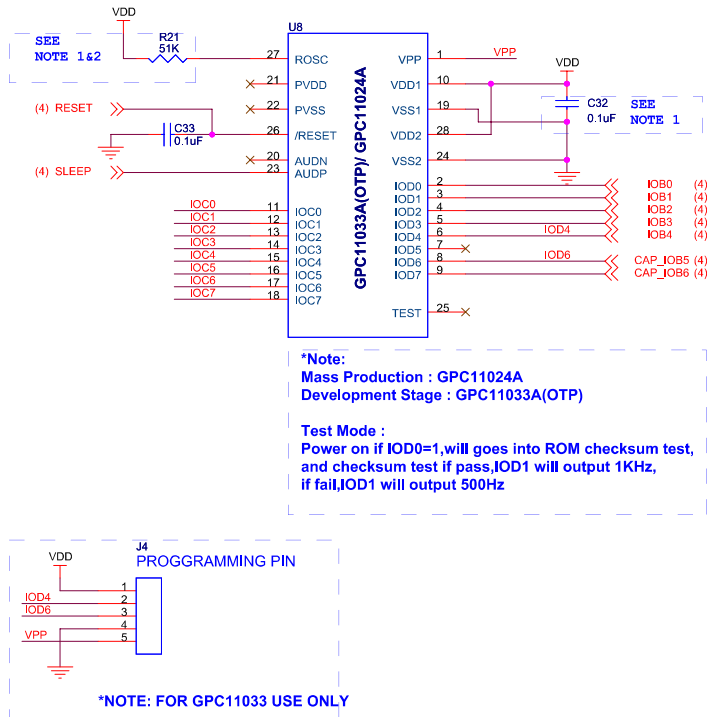 VDD
SEE
NOTE 1&2
R21
51K
U8
27 ROSC
21 PVDD
22 PVSS
(4) RESET
C33
0.1uF
26 /RESET
20 AUDN
(4) SLEEP
23 AUDP
IOC0 11 IOC0
IOC1 12 IOC1
IOC2 13 IOC2
IOC3 14 IOC3
IOC4 15 IOC4
IOC5 16 IOC5
IOC6 17 IOC6
IOC7 18 IOC7
GPC11033A(OTP)/ GPC11024A
VPP 1 VPP
VDD
VDD1 10
VSS1 19
C32
0.1uF
SEE
NOTE 1
VDD2 28
VSS2 24
IOD0 2 IOB0 (4)
IOD1 3 IOB1 (4)
IOD2 4 IOB2 (4)
IOD3 5 IOB3 (4)
IOD4 6 IOD4 IOB4 (4)
IOD5 7
IOD6 8 IOD6 CAP_IOB5 (4)
IOD7 9 CAP_IOB6 (4)
TEST 25
*Note:
Mass Production : GPC11024A
Development Stage : GPC11033A(OTP)
Test Mode :
Power on if IOD0=1,will goes into ROM checksum test,
and checksum test if pass,IOD1 will output 1KHz,
if fail,IOD1 will output 500Hz
J4
PROGGRAMMING PIN
VDD
1
IOD4 2
IOD6 3
4
VPP 5
*NOTE: FOR GPC11033 USE ONLY